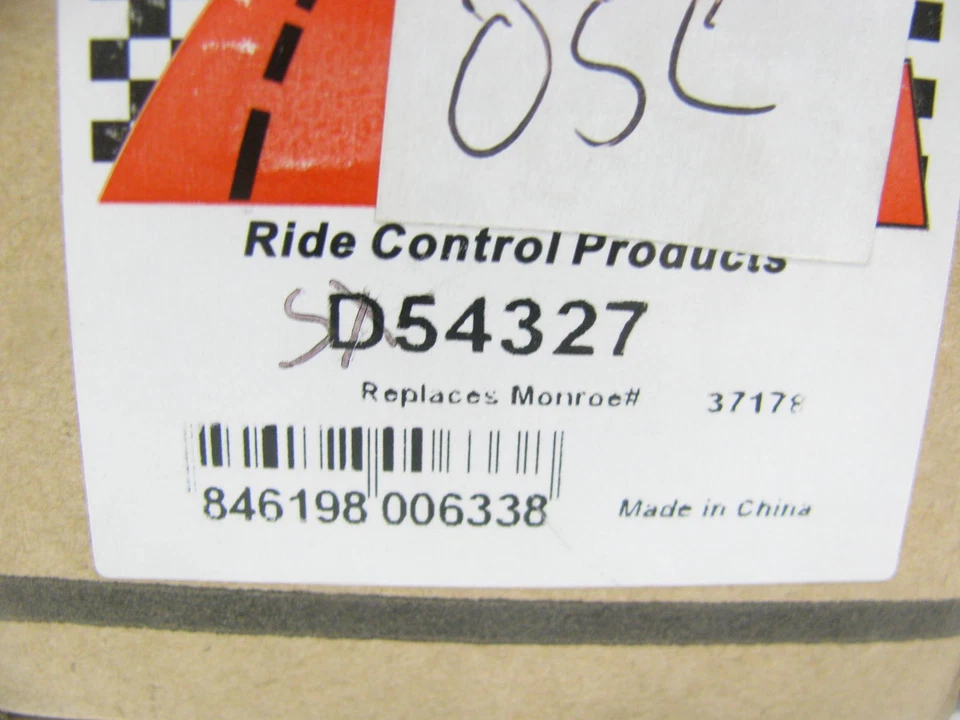 OSC
Ride Control Products
D54327
Replaces Monroe# 37178
846198 006338
Made in China